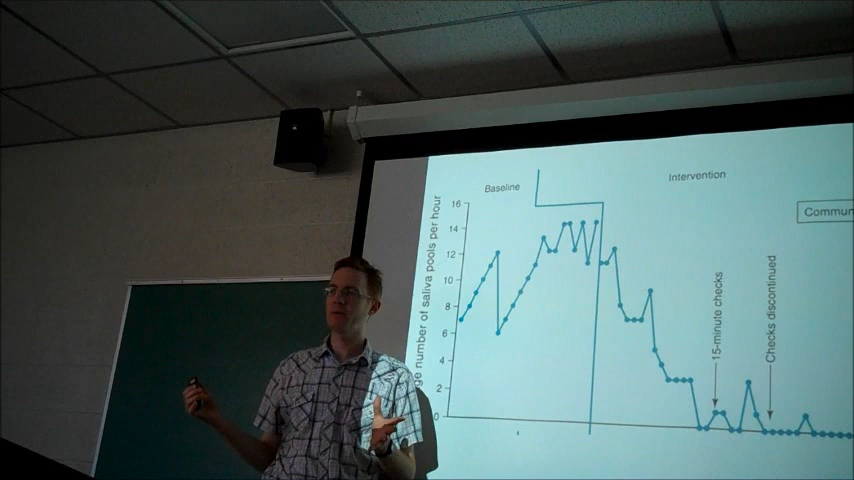 Baseline
Intervention
Commun
ge number of saliva pools per hour
16
14
12
10
8
6
4
2
0
15-minute checks
Checks discontinued